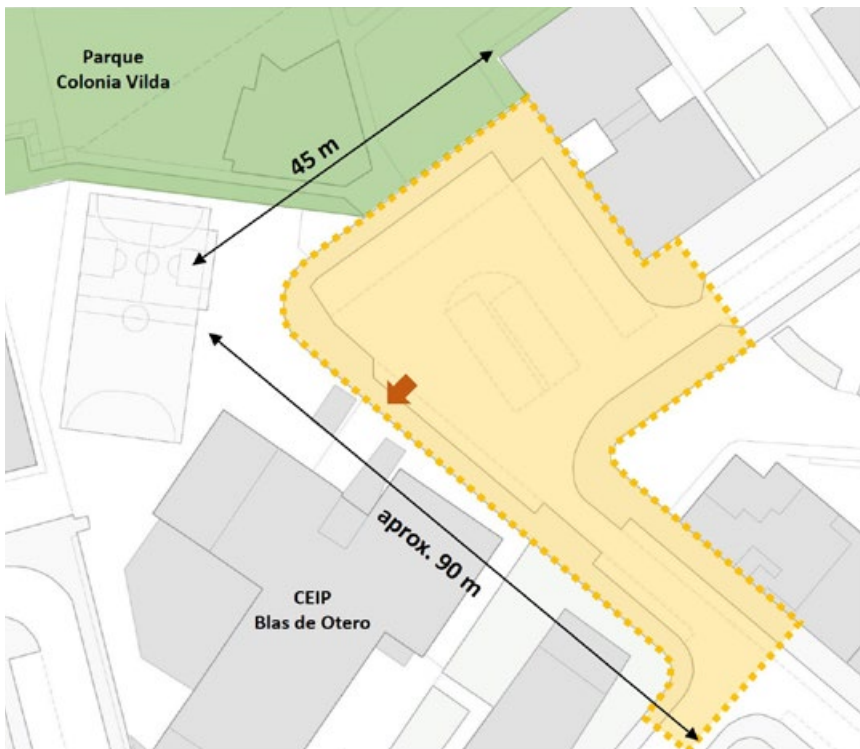 Parque
Colonia Vilda
45 m
aprox. 90 m
CEIP
Blas de Otero